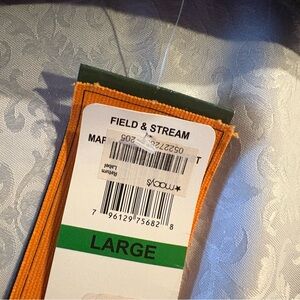 FIELD & STREAM
MAR
T
macy's
Return
Label
7 96129 75682 8
LARGE